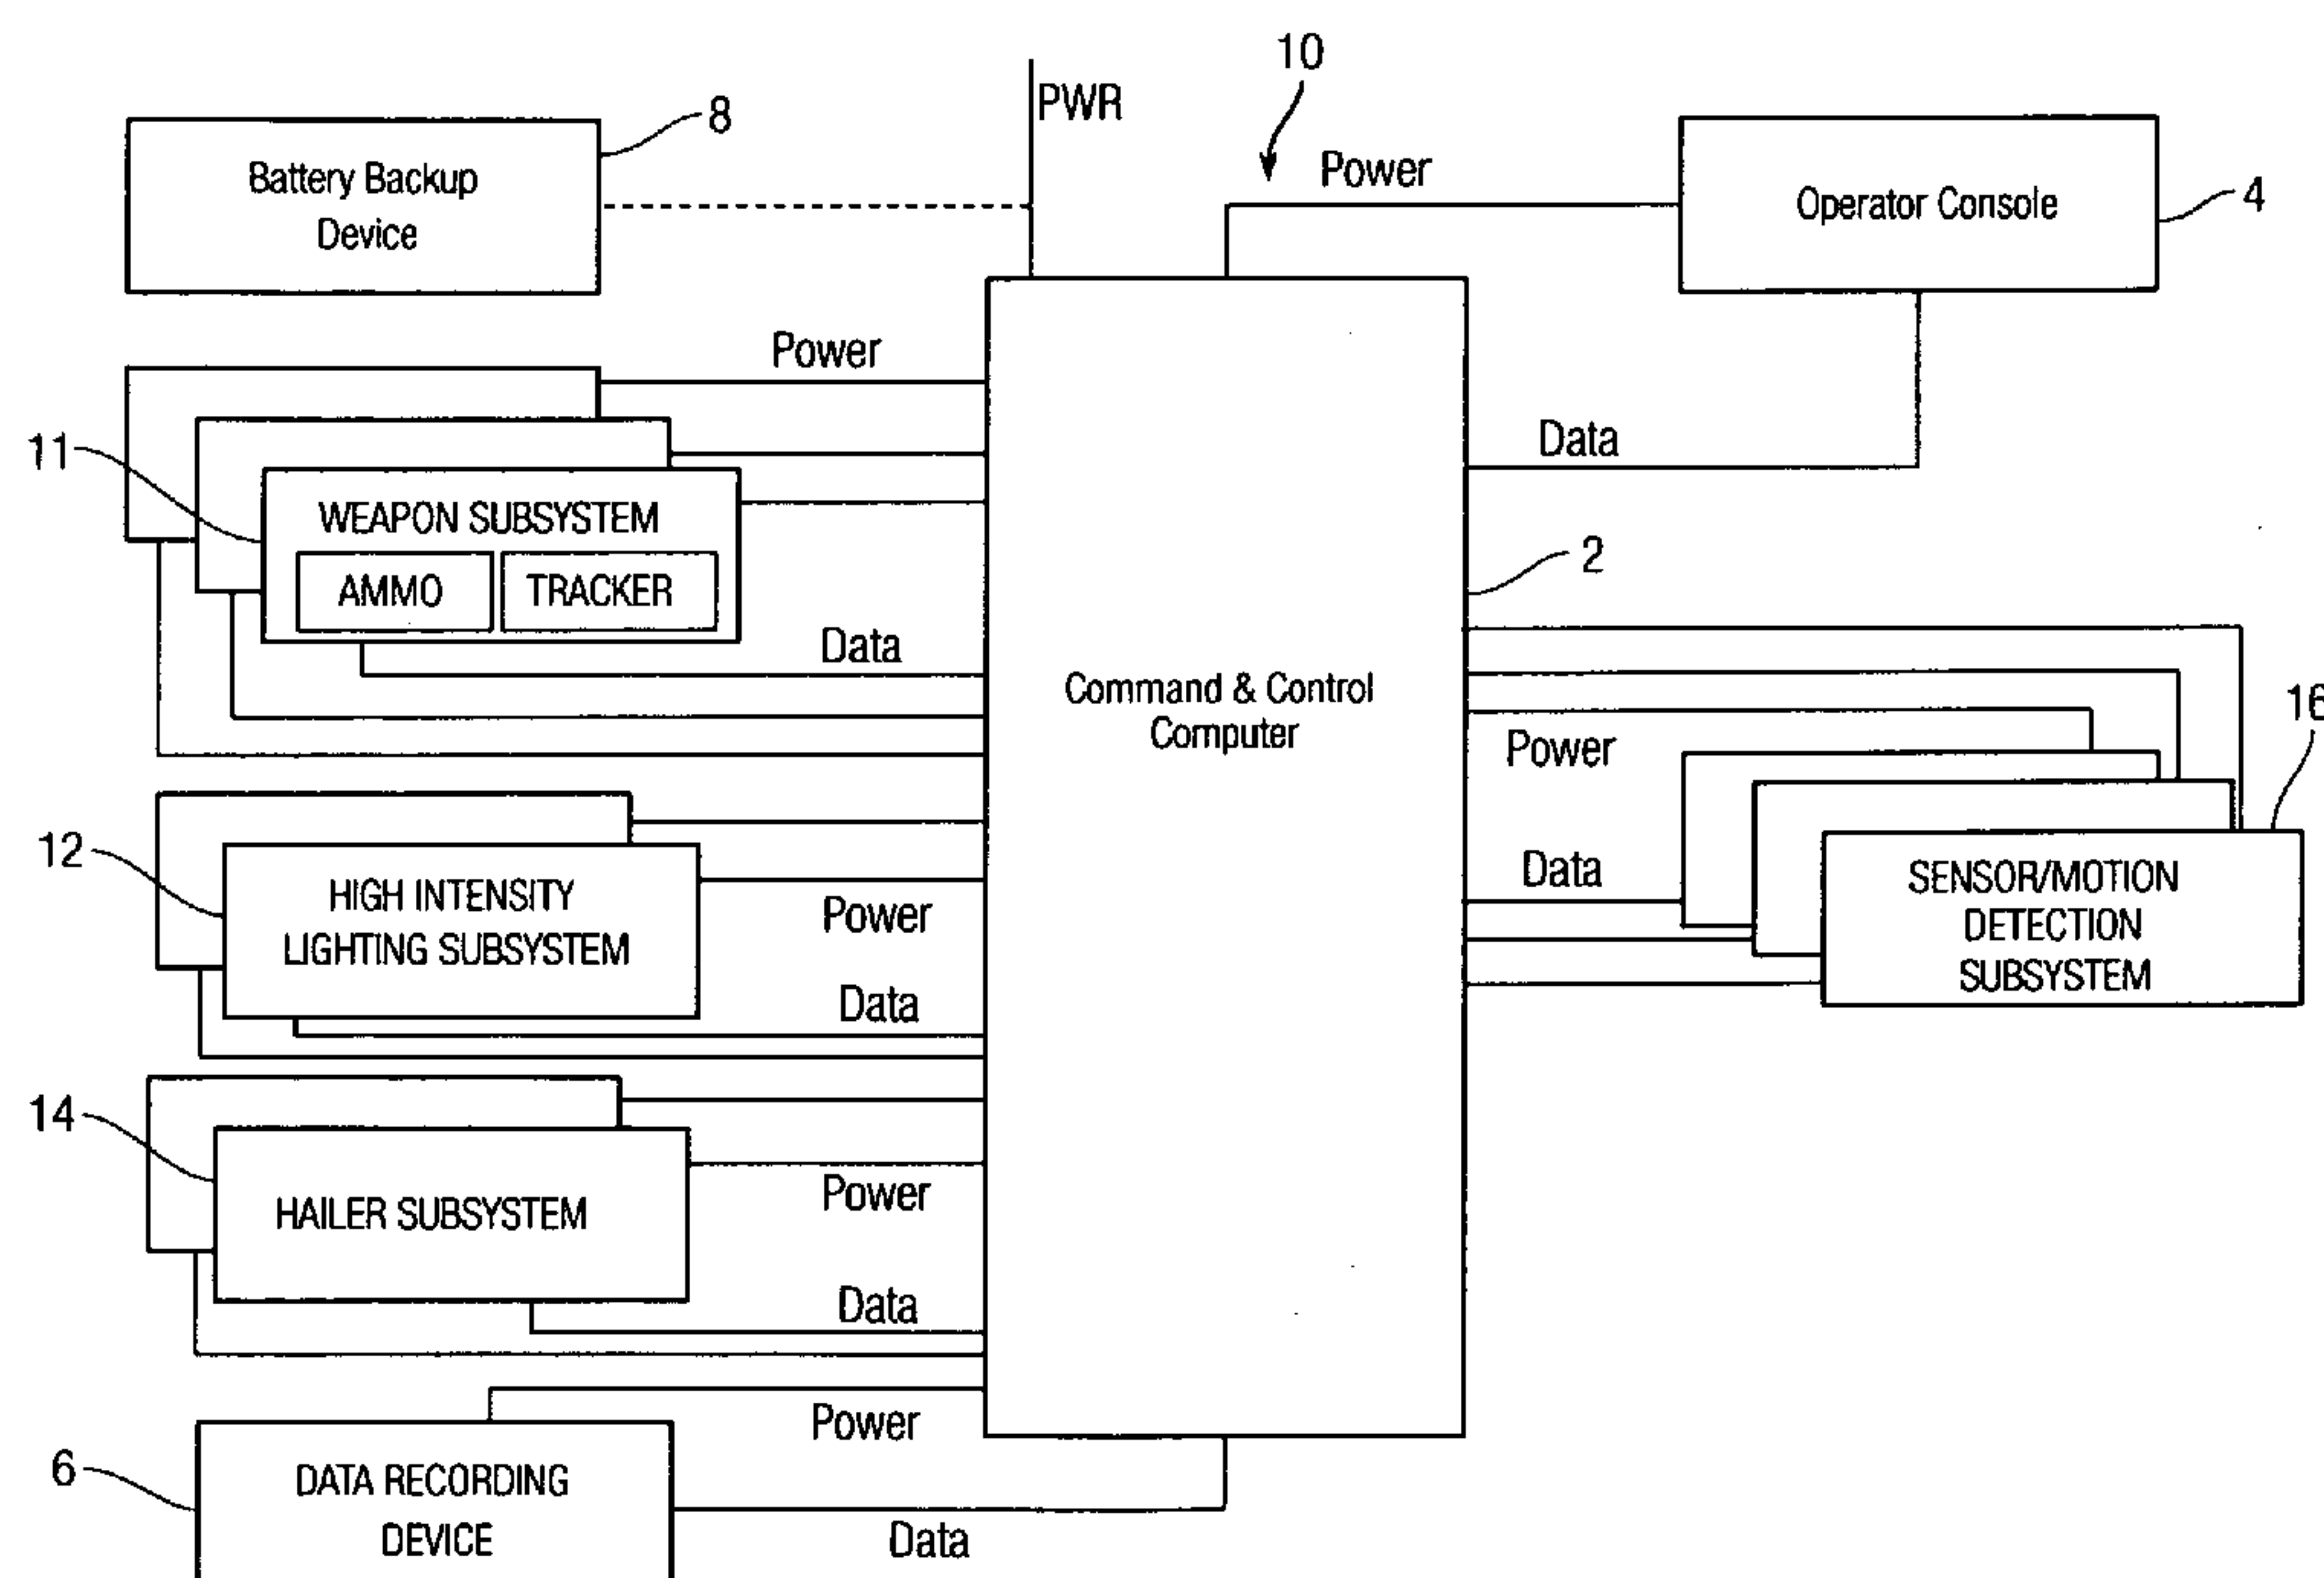 10
PWR
8
Battery Backup
Device
Power
Operator Console
4
Power
11
Data
WEAPON SUBSYSTEM
AMMO
TRACKER
2
Data
Command & Control
Computer
16
Power
12
HIGH INTENSITY
LIGHTING SUBSYSTEM
Power
Data
SENSOR/MOTION
DETECTION
SUBSYSTEM
Data
14
HAILER SUBSYSTEM
Power
Data
Power
6
DATA RECORDING
DEVICE
Data